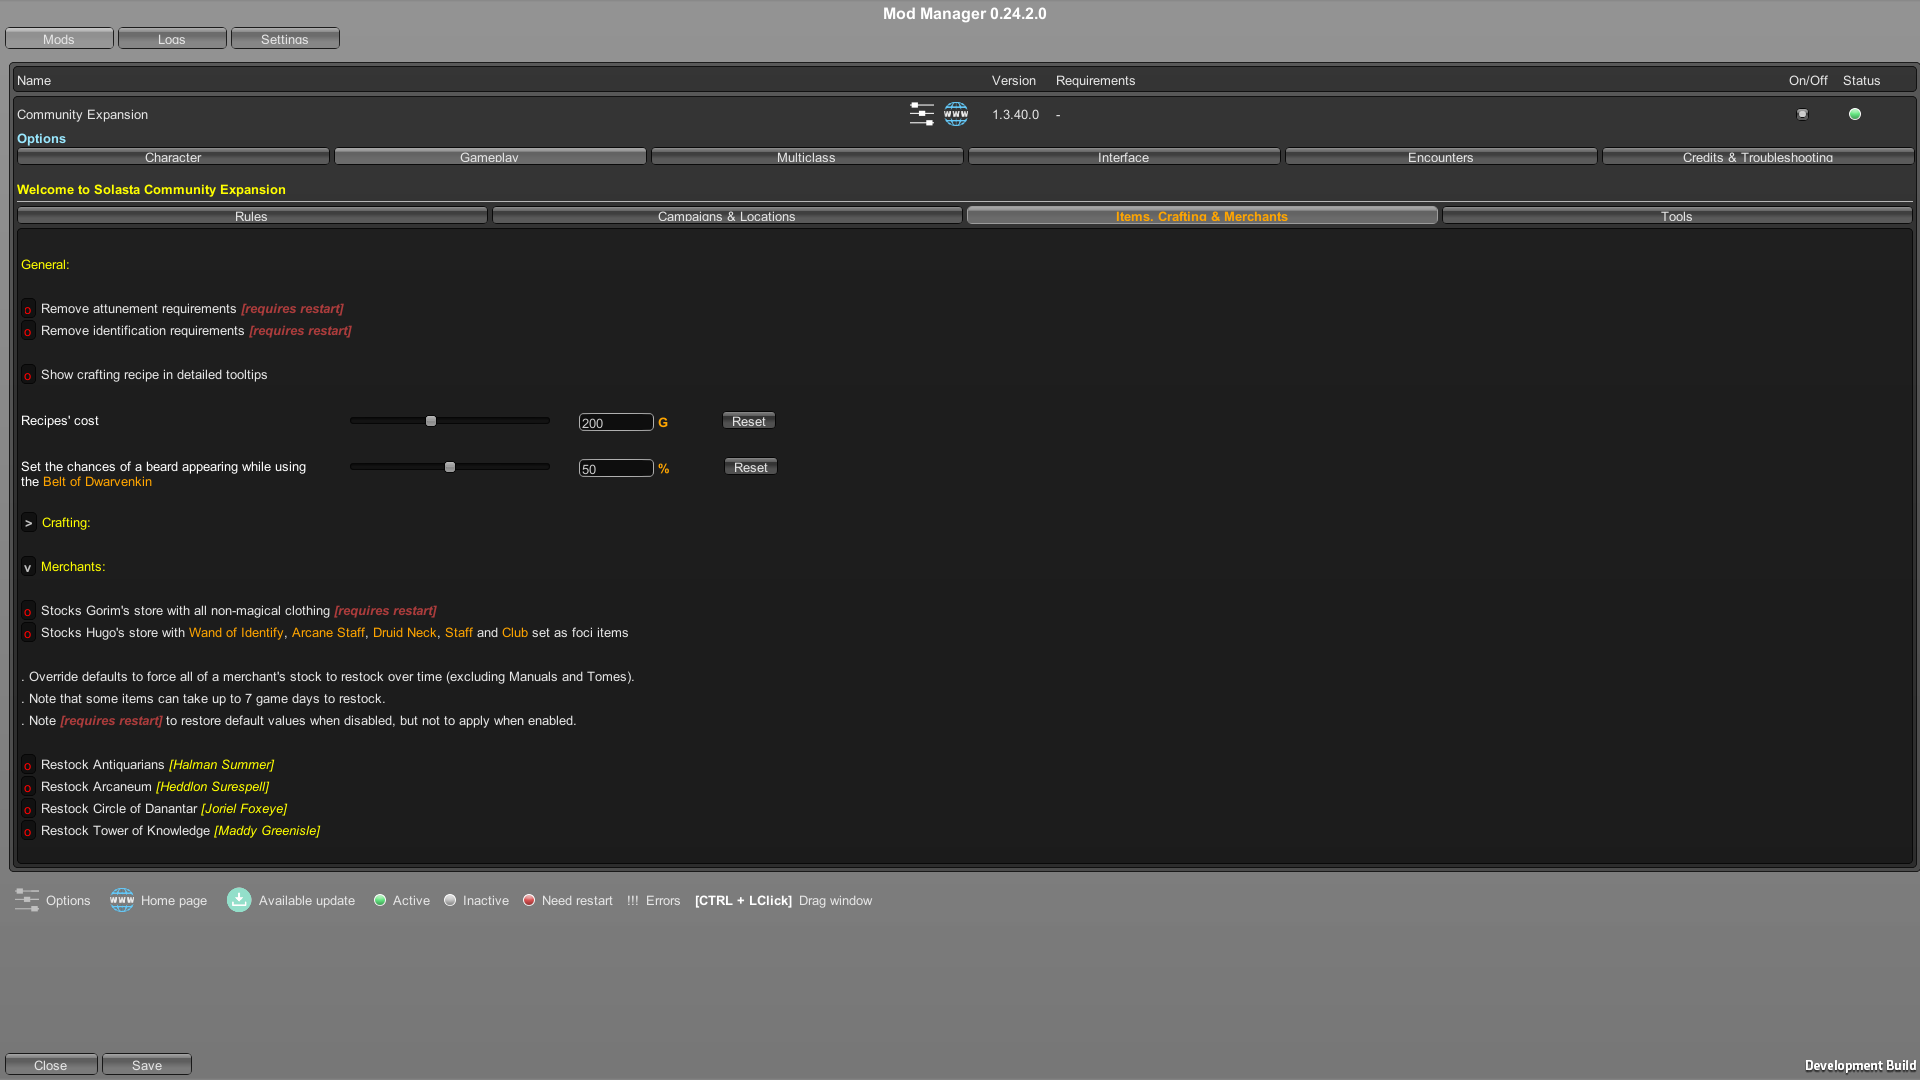 Mod Manager 0.24.2.0
Mods Logs Settings
Name Version Requirements On/Off Status
Community Expansion WWW 1.3.40.0 -
Options
Character Gameplay Multiclass Interface Encounters Credits & Troubleshooting
Welcome to Solasta Community Expansion
Rules Campaigns & Locations Items, Crafting & Merchants Tools
General:
o Remove attunement requirements [requires restart]
o Remove identification requirements [requires restart]
o Show crafting recipe in detailed tooltips
Recipes' cost 200 G Reset
Set the chances of a beard appearing while using 50 % Reset
the Belt of Dwarvenkin
> Crafting:
v Merchants:
o Stocks Gorim's store with all non-magical clothing [requires restart]
o Stocks Hugo's store with Wand of Identify, Arcane Staff, Druid Neck, Staff and Club set as foci items
. Override defaults to force all of a merchant's stock to restock over time (excluding Manuals and Tomes).
. Note that some items can take up to 7 game days to restock.
. Note [requires restart] to restore default values when disabled, but not to apply when enabled.
o Restock Antiquarians [Halman Summer]
o Restock Arcaneum [Heddlon Surespell]
o Restock Circle of Danantar [Joriel Foxeye]
o Restock Tower of Knowledge [Maddy Greenisle]
Options WWW Home page Available update Active Inactive Need restart !!! Errors [CTRL + LClick] Drag window
Close Save
Development Build